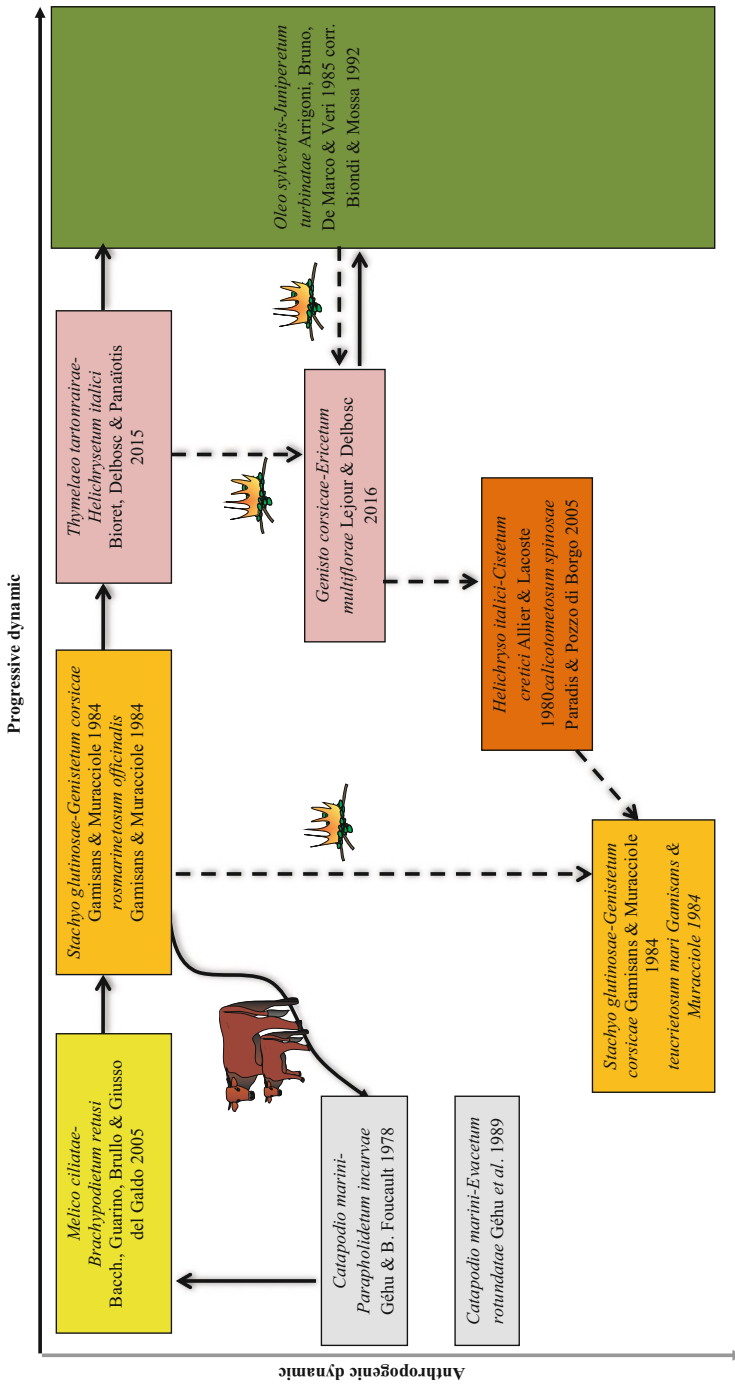 Progressive dynamic
Anthropogenic dynamic
Melico ciliatae-
Brachypodietum retusi
Bacch., Guarino, Brullo & Giusso
del Galdo 2005
Stachyo glutinosae-Genistetum corsicae
Gamisans & Muracciole 1984
rosmarinetosum officinalis
Gamisans & Muracciole 1984
Thymelaeo tartonrairae-
Helichrysetum italici
Bioret, Delbosc & Panaïotis
2015
Oleo sylvestris-Juniperetum
turbinatae Arrigoni, Bruno,
De Marco & Veri 1985 corr.
Biondi & Mossa 1992
Catapodio marini-
Parapholidetum incurvae
Géhu & B. Foucault 1978
Genisto corsicae-Ericetum
multiflorae Lejour & Delbosc
2016
Catapodio marini-Evacetum
rotundatae Géhu et al. 1989
Helichryso italici-Cistetum
cretici Allier & Lacoste
1980calicotometosum spinosae
Paradis & Pozzo di Borgo 2005
Stachyo glutinosae-Genistetum
corsicae Gamisans & Muracciole
1984
teucrietosum mari Gamisans &
Muracciole 1984